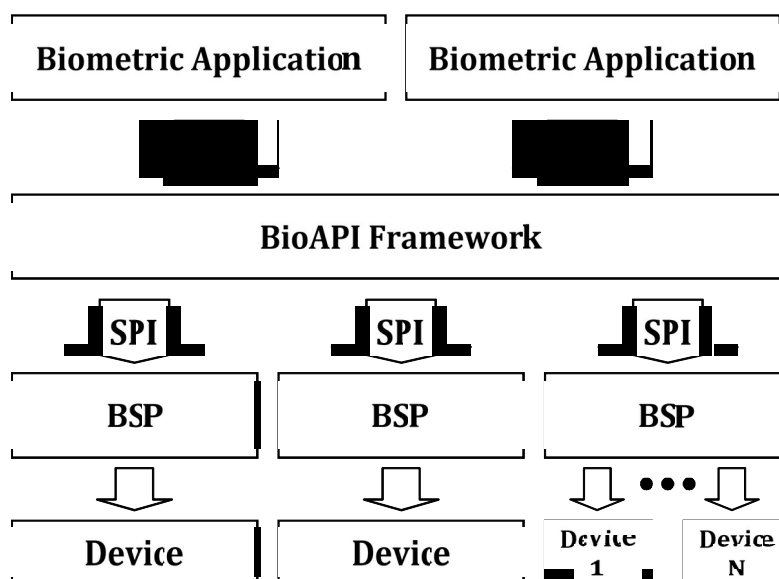 Biometric Application
Biometric Application
BioAPI Framework
SPI
SPI
SPI
BSP
BSP
BSP
Device
Device
Device
1
Device
N